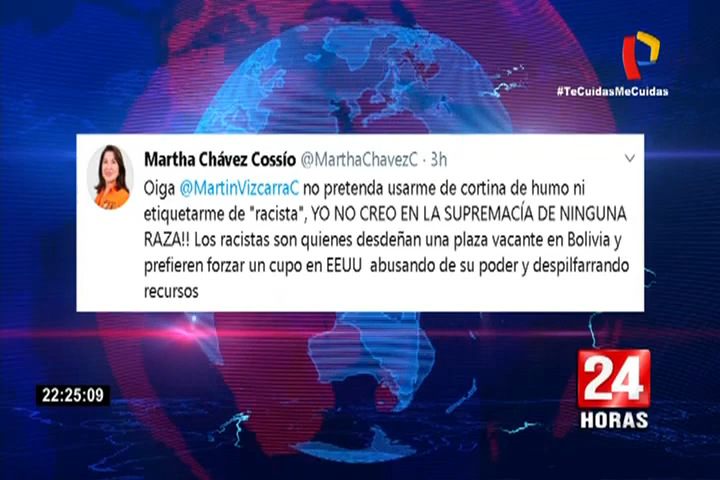 #TeCuidasMeCuidas
Martha Chávez Cossío @MarthaChavezC · 3h
Oiga @MartinVizcarraC no pretenda usarme de cortina de humo ni
etiquetarme de "racista", YO NO CREO EN LA SUPREMACÍA DE NINGUNA
RAZA!! Los racistas son quienes desdeñan una plaza vacante en Bolivia y
prefieren forzar un cupo en EEUU abusando de su poder y despilfarrando
recursos
22:25:09
24
HORAS